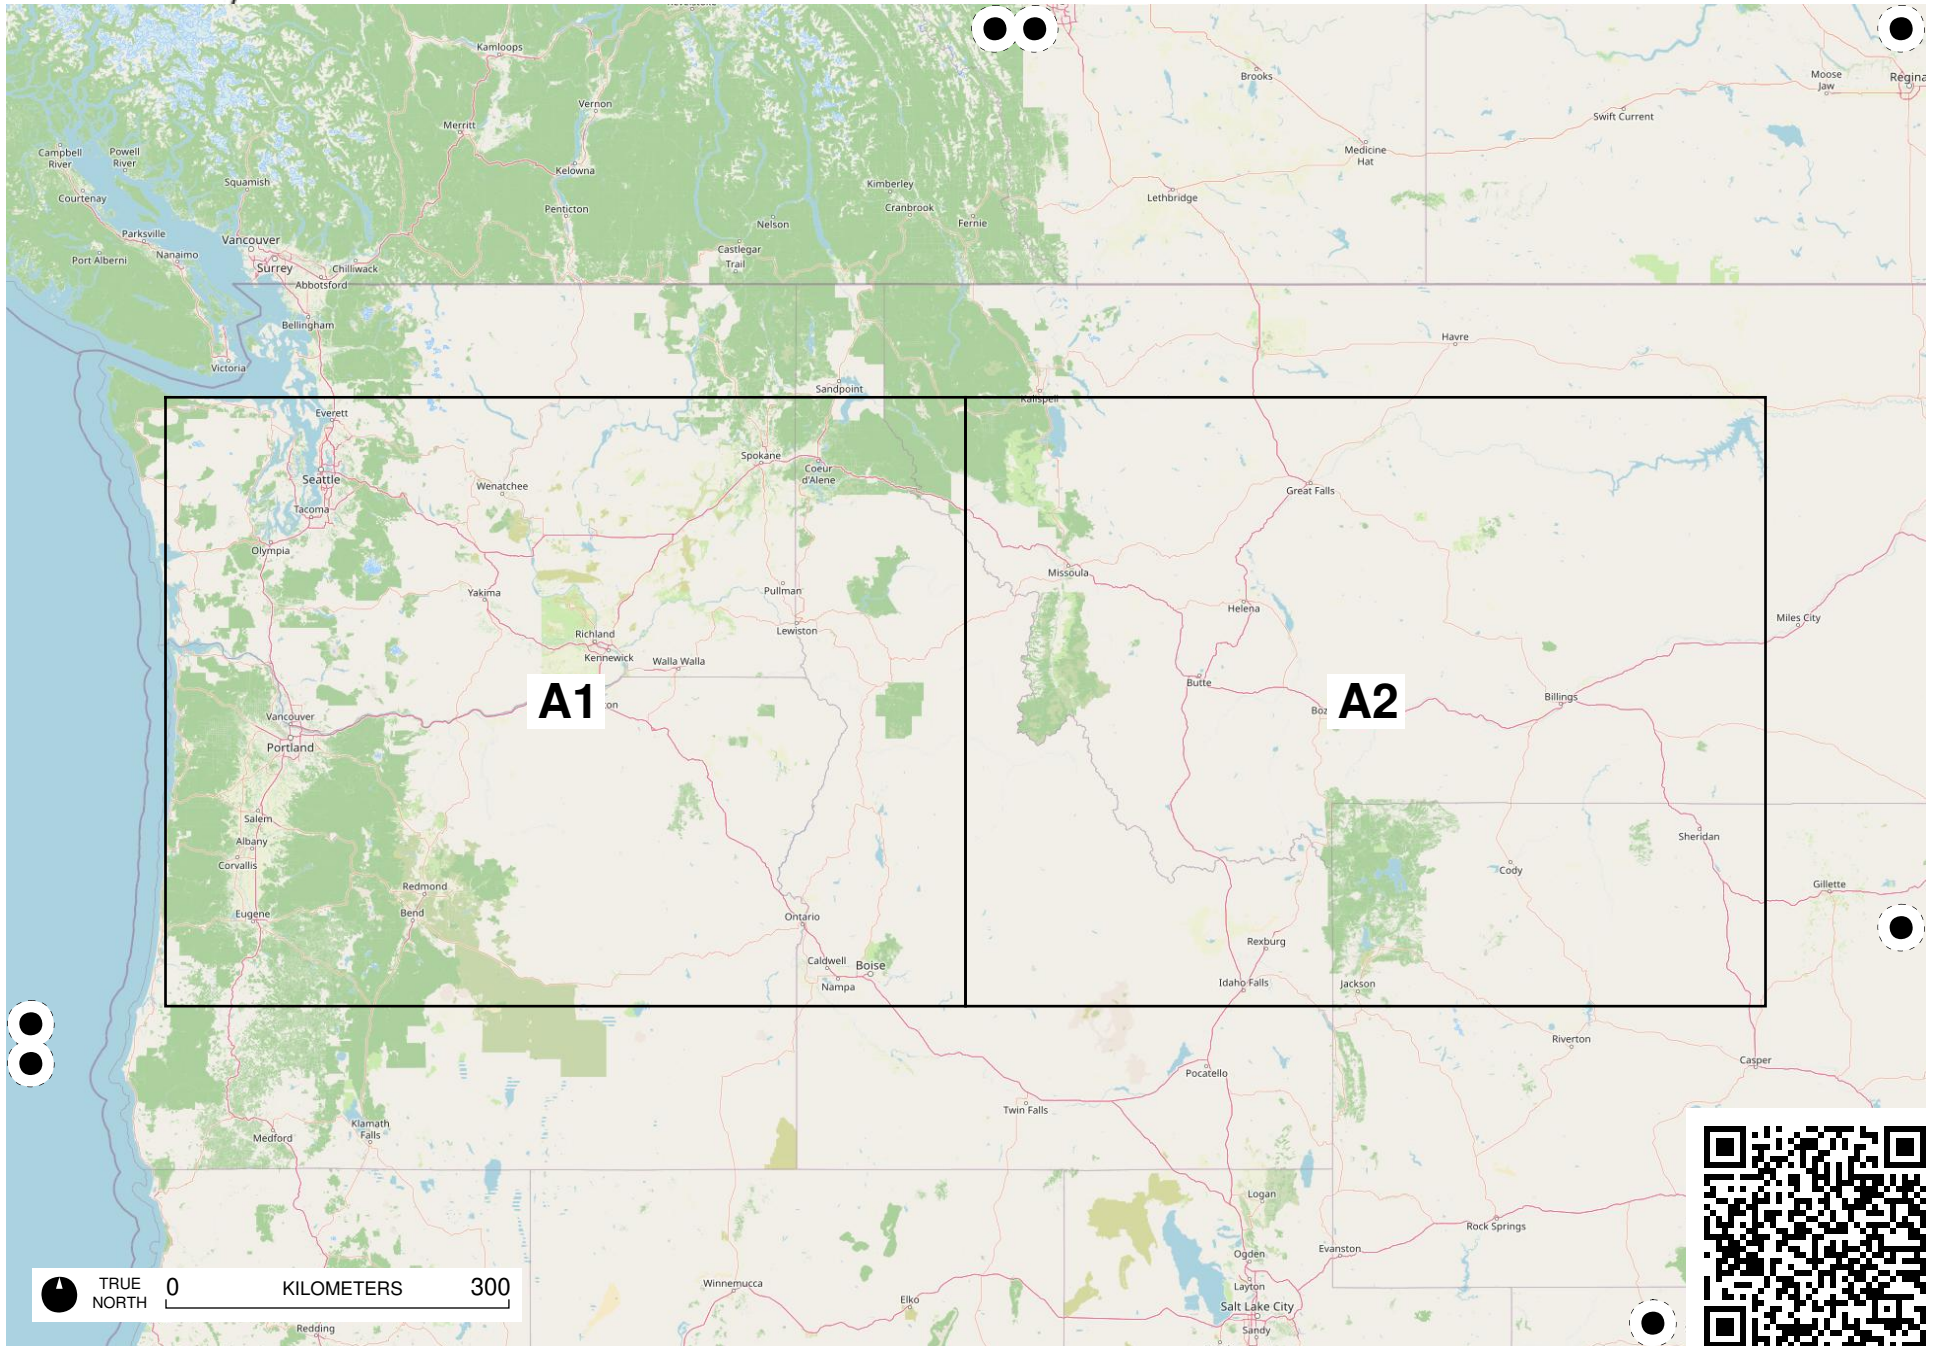 Kamloops
Brooks
Moose
Jaw
Regina
Vernon
Swift Current
Merritt
Campbell
River
Powell
River
Medicine
Hat
Kelowna
Squamish
Kimberley
Courtenay
Lethbridge
Penticton
Cranbrook
Nelson
Fernie
Parksville
Vancouver
Nanaimo
Castlegar
Port Alberni
Trail
Surrey
Chilliwack
Abbotsford
Bellingham
Havre
Victoria
Sandpoint
Kalispell
Everett
Spokane
Coeur
d'Alene
Seattle
Wenatchee
Great Falls
Tacoma
Olympia
Missoula
Yakima
Pullman
Helena
Miles City
Richland
Lewiston
Kennewick
Walla Walla
Butte
Billings
A1
ton
Boz
A2
Vancouver
Portland
Salem
Sheridan
Albany
Corvallis
Cody
Redmond
Gillette
Bend
Eugene
Ontario
Rexburg
Caldwell
Boise
Nampa
Idaho Falls
Jackson
Riverton
Casper
Pocatello
Twin Falls
Klamath
Falls
Medford
Logan
Rock Springs
Evanston
Ogden
TRUE
NORTH
0 KILOMETERS 300
Winnemucca
Layton
Elko
Salt Lake City
Redding
Sandy